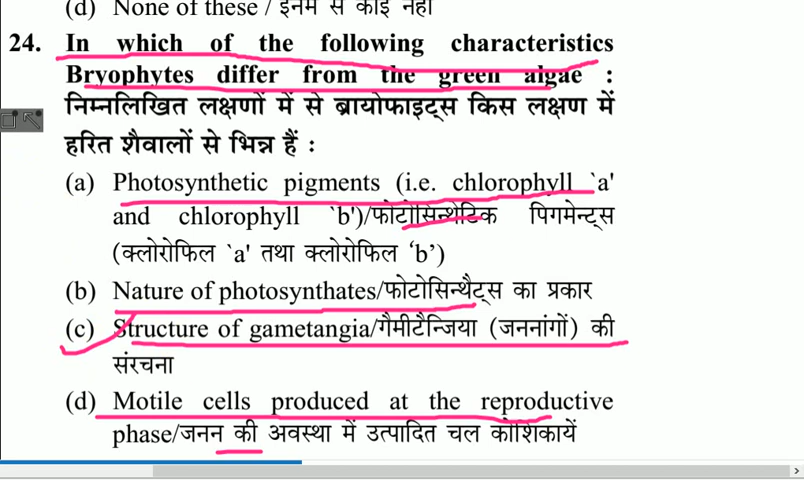 (d) None of these / इनमें से कोई नहीं
24. In which of the following characteristics
Bryophytes differ from the green algae :
निम्नलिखित लक्षणों में से ब्रायोफाइट्स किस लक्षण में
हरित शैवालों से भिन्न हैं :
(a) Photosynthetic pigments (i.e. chlorophyll `a'
and chlorophyll `b')/फोटोसिन्थेटिक पिगमेन्ट्स
(क्लोरोफिल `a' तथा क्लोरोफिल ‘b’)
(b) Nature of photosynthates/फोटोसिन्थैट्स का प्रकार
(c) Structure of gametangia/गैमीटैन्जिया (जननांगों) की
संरचना
(d) Motile cells produced at the reproductive
phase/जनन की अवस्था में उत्पादित चल कोशिकायें